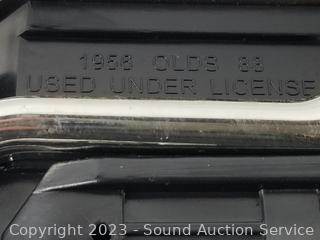 1958 OLDS 88
USED UNDER LICENSE
Copyright © 2023 - Sound Auction Service